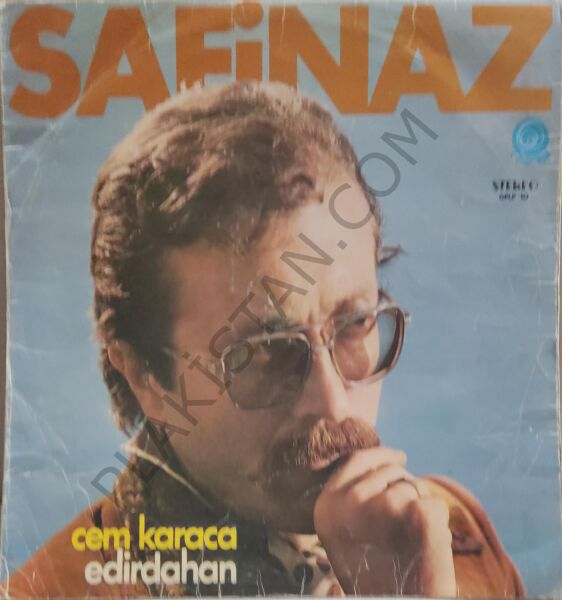 SAFiNAZ
STEREO
PLAKİSTAN.COM
cem karaca
edirdahan